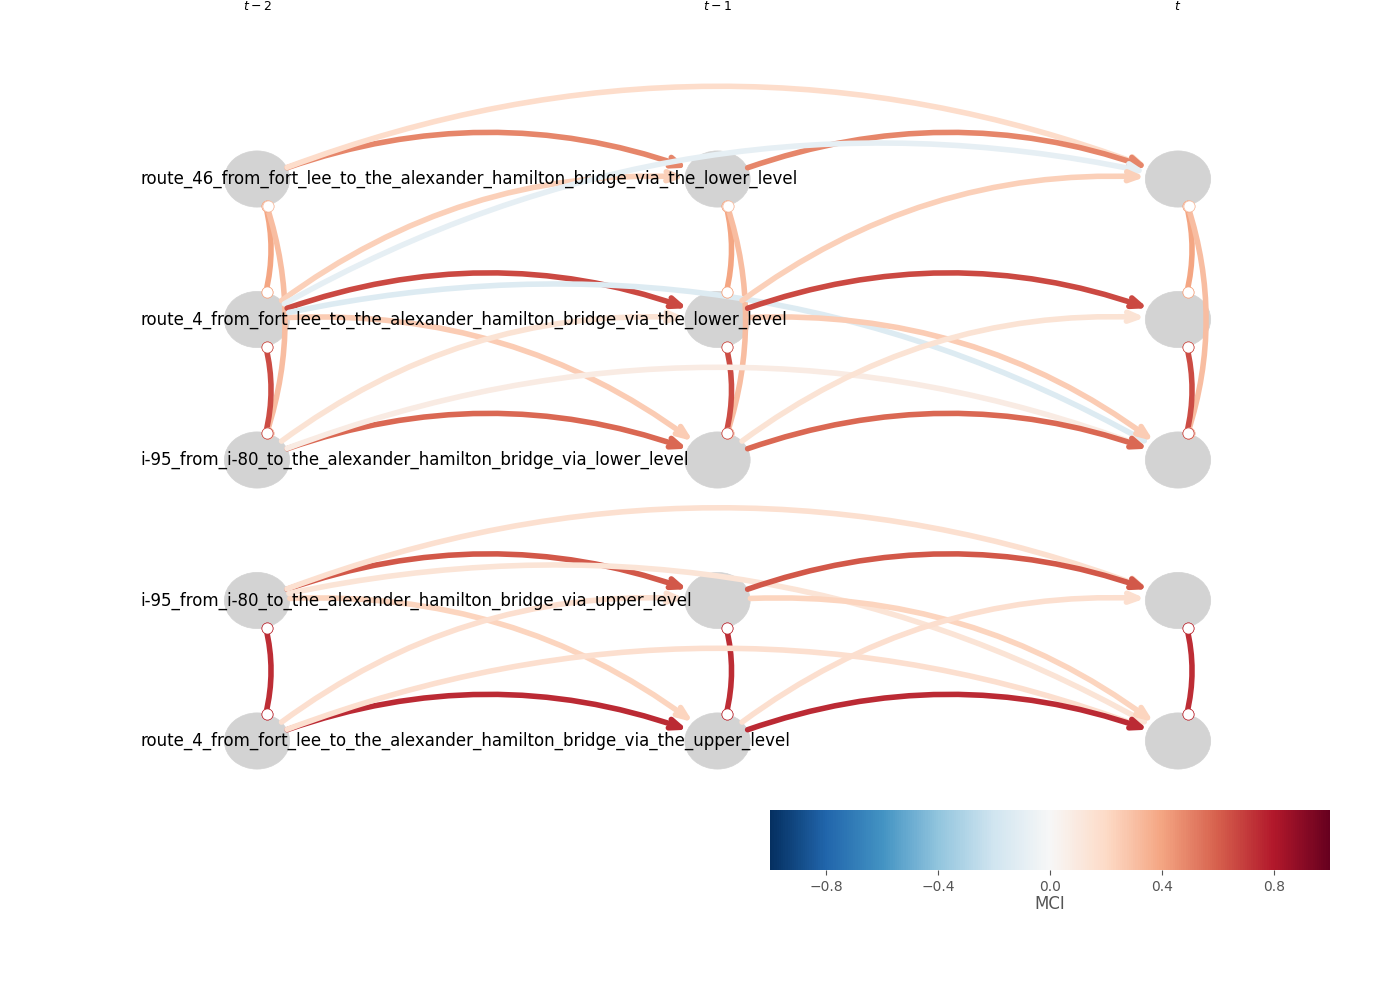 t − 2 t − 1 t
route_46_from_fort_lee_to_the_alexander_hamilton_bridge_via_the_lower_level
route_4_from_fort_lee_to_the_alexander_hamilton_bridge_via_the_lower_level
i-95_from_i-80_to_the_alexander_hamilton_bridge_via_lower_level
i-95_from_i-80_to_the_alexander_hamilton_bridge_via_upper_level
route_4_from_fort_lee_to_the_alexander_hamilton_bridge_via_the_upper_level
−0.8 −0.4 0.0 0.4 0.8
MCI